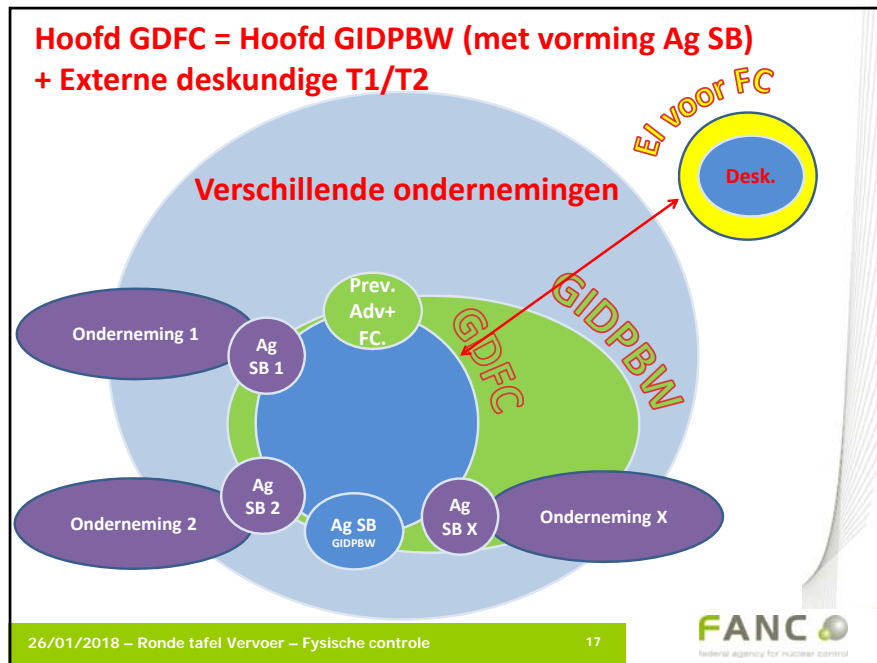 Hoofd GDFC = Hoofd GIDPBW (met vorming Ag SB)
+ Externe deskundige T1/T2
EI voor FC
Desk.
Verschillende ondernemingen
Prev.
Adv+
FC.
GDFC
GIDPBW
Onderneming 1
Ag
SB 1
Onderneming 2
Ag
SB 2
Ag SB
GIDPBW
Ag
SB X
Onderneming X
26/01/2018 – Ronde tafel Vervoer – Fysische controle
17
FANC
federal agency for nuclear control